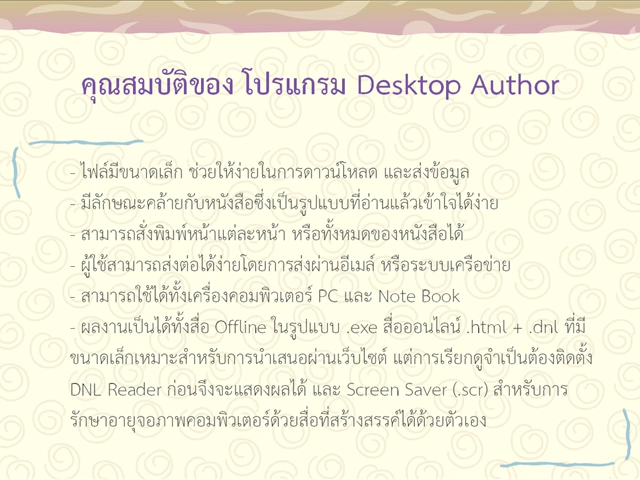 คุณสมบัติของ โปรแกรม Desktop Author
- ไฟล์มีขนาดเล็ก ช่วยให้ง่ายในการดาวน์โหลด และส่งข้อมูล
- มีลักษณะคล้ายกับหนังสือซึ่งเป็นรูปแบบที่อ่านแล้วเข้าใจได้ง่าย
- สามารถสั่งพิมพ์หน้าแต่ละหน้า หรือทั้งหมดของหนังสือได้
- ผู้ใช้สามารถส่งต่อได้ง่ายโดยการส่งผ่านอีเมล์ หรือระบบเครือข่าย
- สามารถใช้ได้ทั้งเครื่องคอมพิวเตอร์ PC และ Note Book
- ผลงานเป็นได้ทั้งสื่อ Offline ในรูปแบบ .exe สื่อออนไลน์ .html + .dnl ที่มี
ขนาดเล็กเหมาะสำหรับการนำเสนอผ่านเว็บไซต์ แต่การเรียกดูจำเป็นต้องติดตั้ง
DNL Reader ก่อนจึงจะแสดงผลได้ และ Screen Saver (.scr) สำหรับการ
รักษาอายุจอภาพคอมพิวเตอร์ด้วยสื่อที่สร้างสรรค์ได้ด้วยตัวเอง